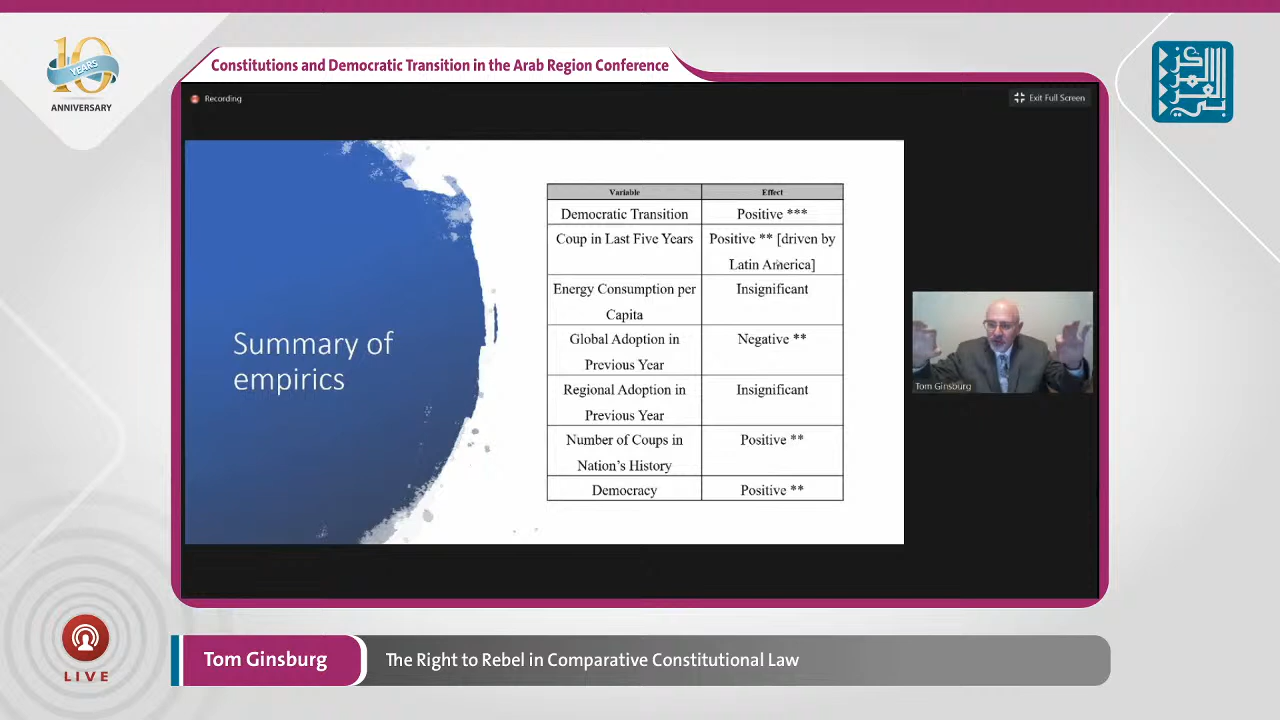 10
YEARS
ANNIVERSARY
Constitutions and Democratic Transition in the Arab Region Conference
المركز
العربي
Recording
Exit Full Screen
Summary of
empirics
Variable
Effect
Democratic Transition
Positive ***
Coup in Last Five Years
Positive ** [driven by
Latin America]
Energy Consumption per
Capita
Insignificant
Global Adoption in
Previous Year
Negative **
Regional Adoption in
Previous Year
Insignificant
Number of Coups in
Nation's History
Positive **
Democracy
Positive **
Tom Ginsburg
LIVE
Tom Ginsburg
The Right to Rebel in Comparative Constitutional Law